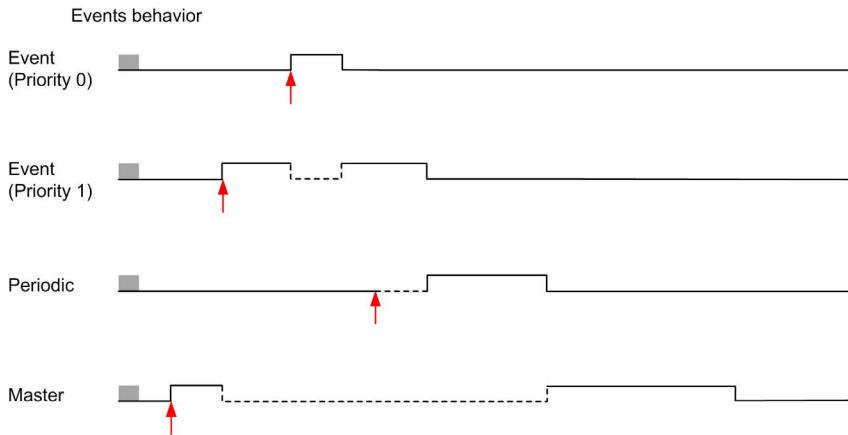 Events behavior
Event
(Priority 0)
Event
(Priority 1)
Periodic
Master